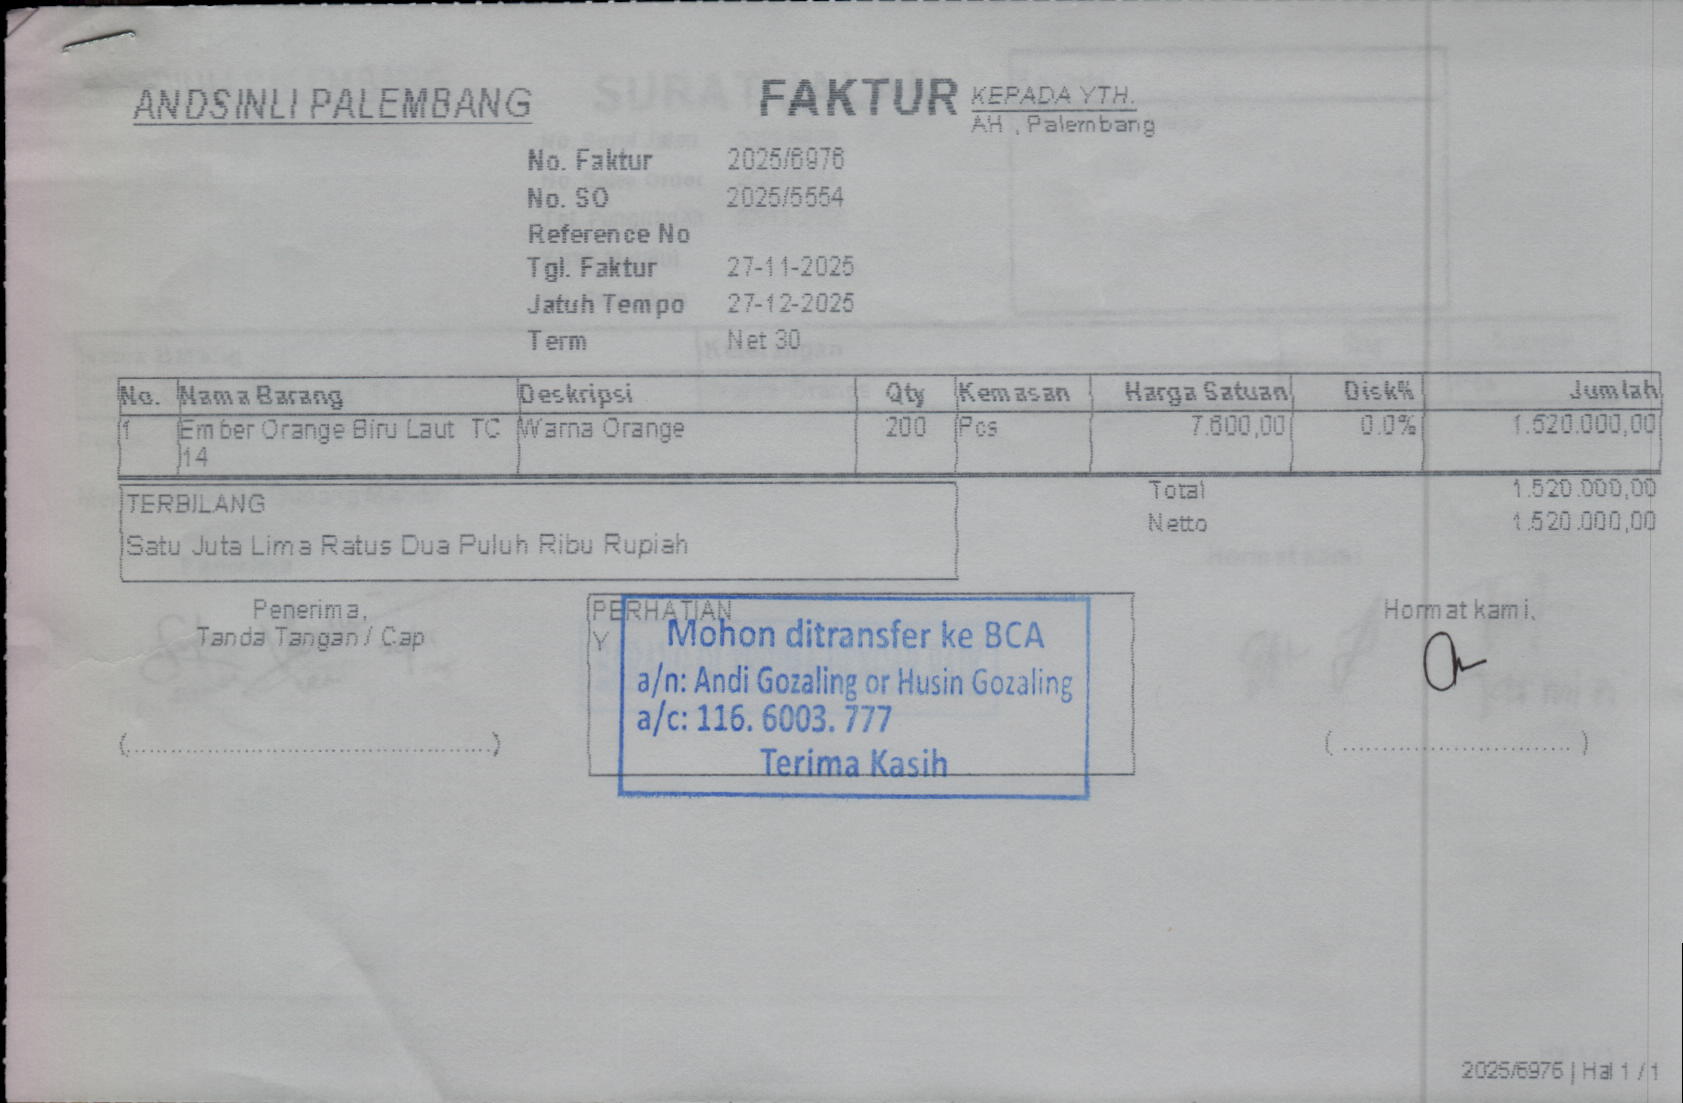 ANDSINLI PALEMBANG
FAKTUR
KEPADA YTH.
AH , Palembang
No. Faktur 2025/6976
No. SO 2025/5554
Reference No
Tgl. Faktur 27-11-2025
Jatuh Tempo 27-12-2025
Term Net 30
No. Nama Barang Deskripsi Qty Kemasan Harga Satuan Disk% Jumlah
1 Ember Orange Biru Laut TC Warna Orange 200 Pcs 7.600,00 0.0% 1.520.000,00
14
Total 1.520.000,00
Netto 1.520.000,00
TERBILANG
Satu Juta Lima Ratus Dua Puluh Ribu Rupiah
Penerima,
Tanda Tangan / Cap
(..........................................)
PERHATIAN
Y
Mohon ditransfer ke BCA
a/n: Andi Gozaling or Husin Gozaling
a/c: 116. 6003. 777
Terima Kasih
Hormat kami,
( ........................... )
2025/6976 | Hal 1 / 1